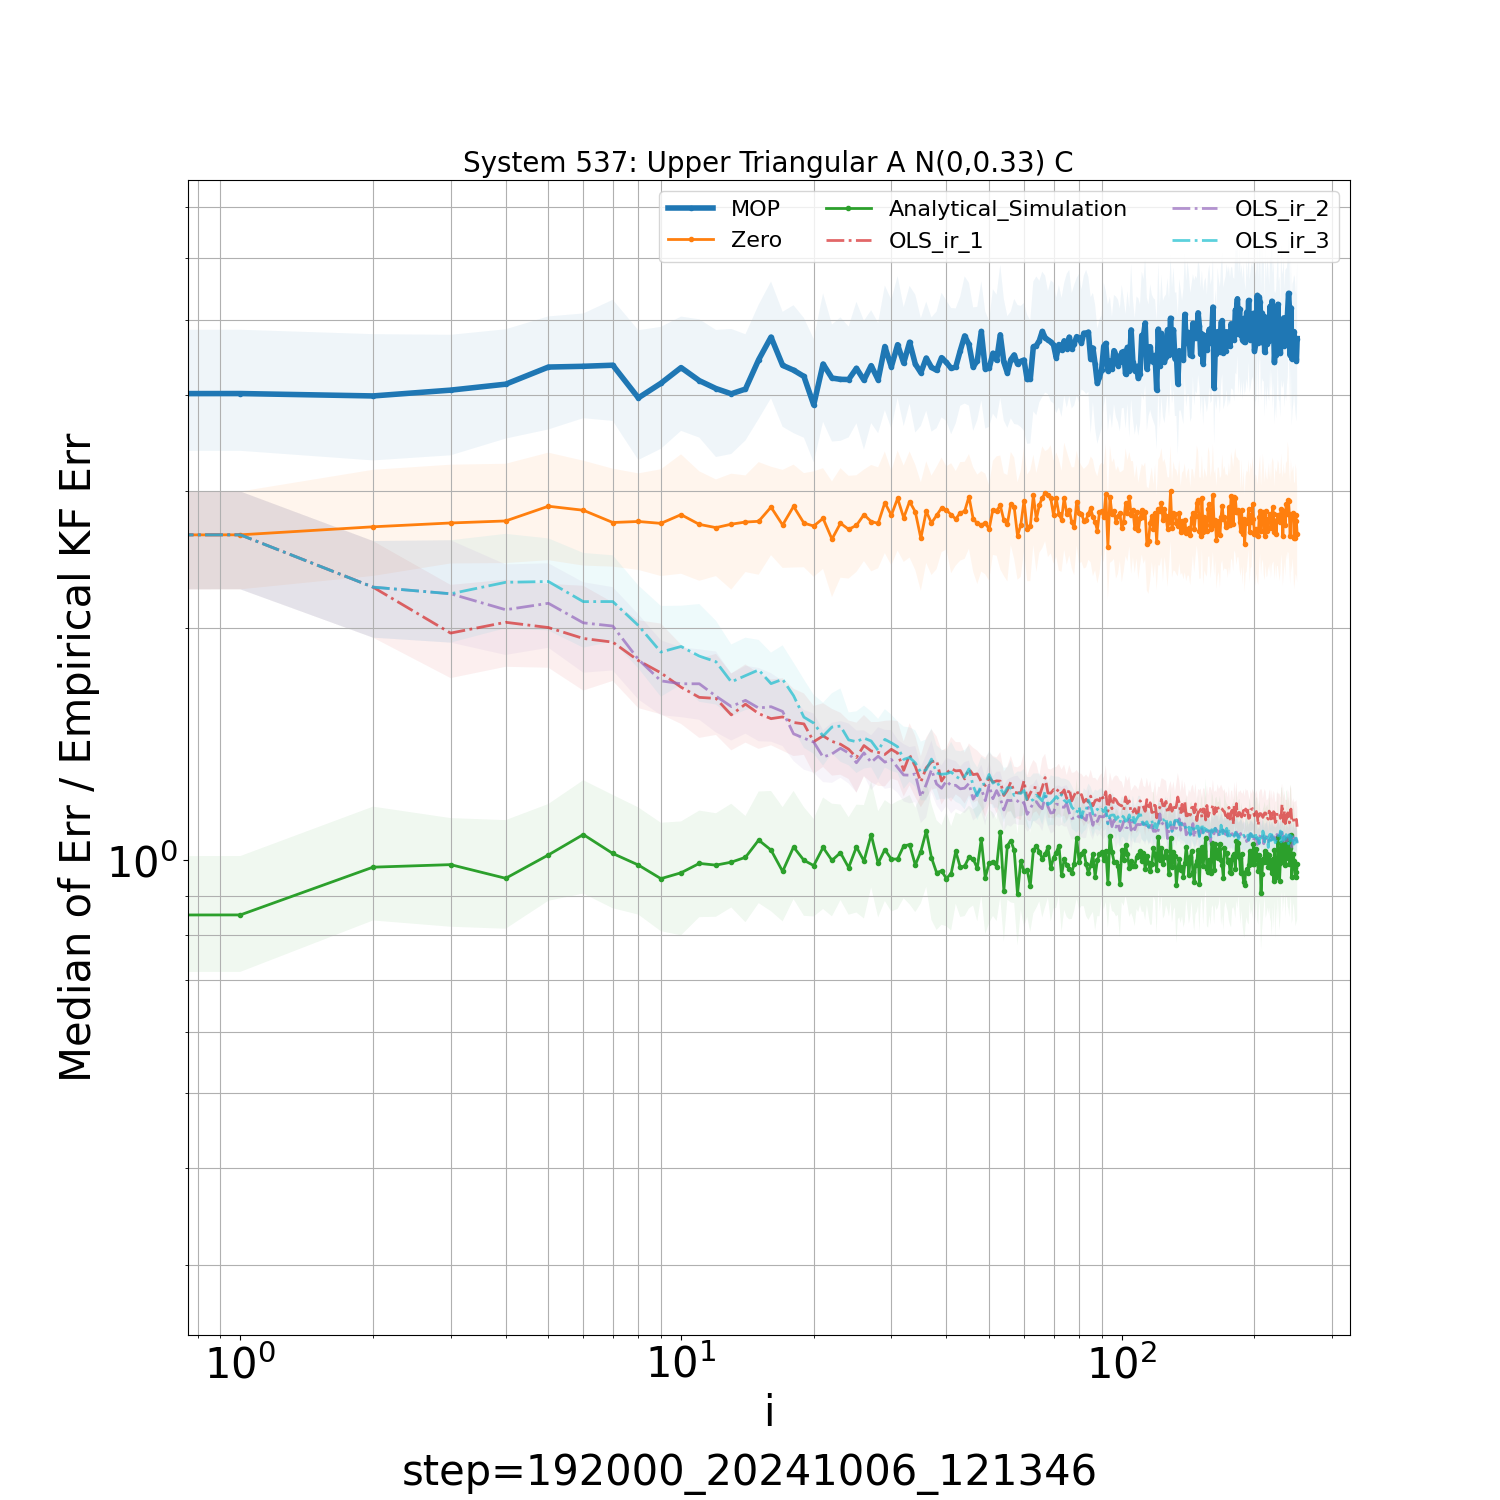 System 537: Upper Triangular A N(0,0.33) C
MOP
Zero
Analytical_Simulation
OLS_ir_1
OLS_ir_2
OLS_ir_3
Median of Err / Empirical KF Err
10⁰
10⁰ 10¹ 10²
i
step=192000_20241006_121346